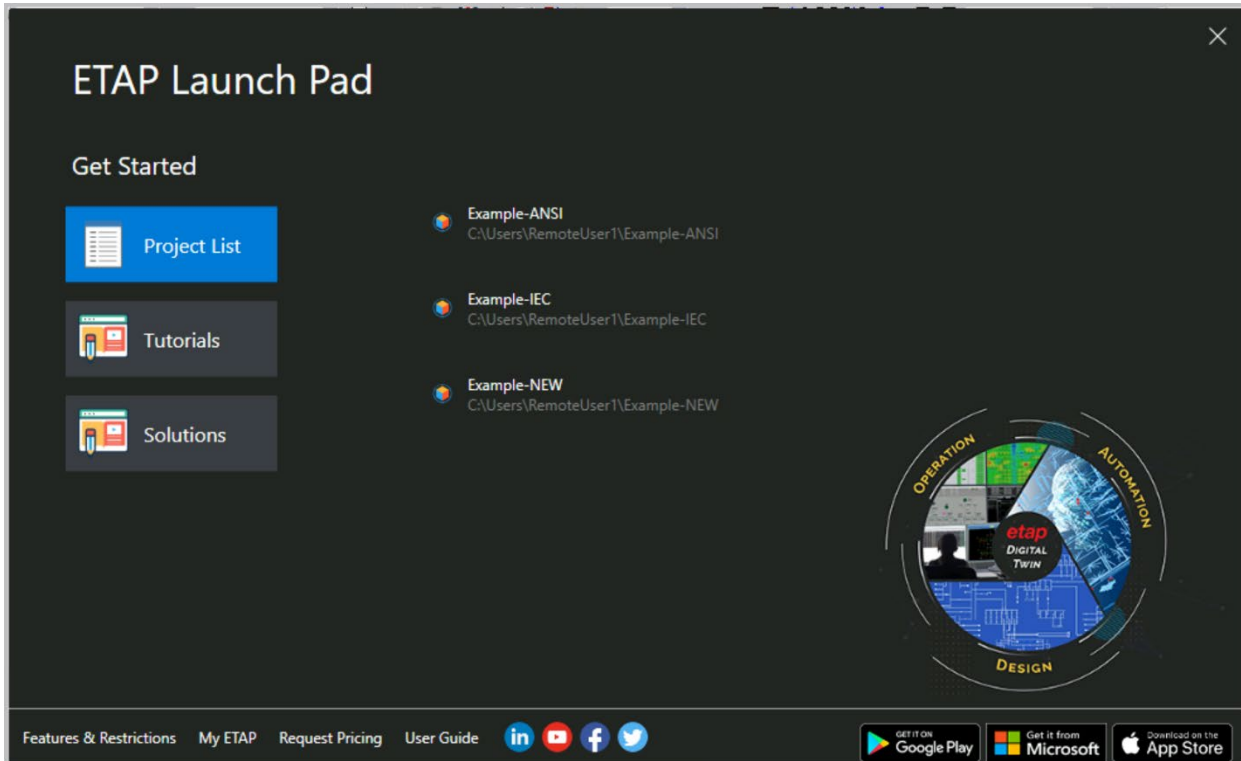 ETAP Launch Pad
Get Started
Project List
Tutorials
Solutions
Example-ANSI
C:\Users\RemoteUser1\Example-ANSI
Example-IEC
C:\Users\RemoteUser1\Example-IEC
Example-NEW
C:\Users\RemoteUser1\Example-NEW
OPERATION
AUTOMATION
etap
DIGITAL
TWIN
DESIGN
Features & Restrictions My ETAP Request Pricing User Guide
in
GET IT ON
Google Play
Get it from
Microsoft
Download on the
App Store